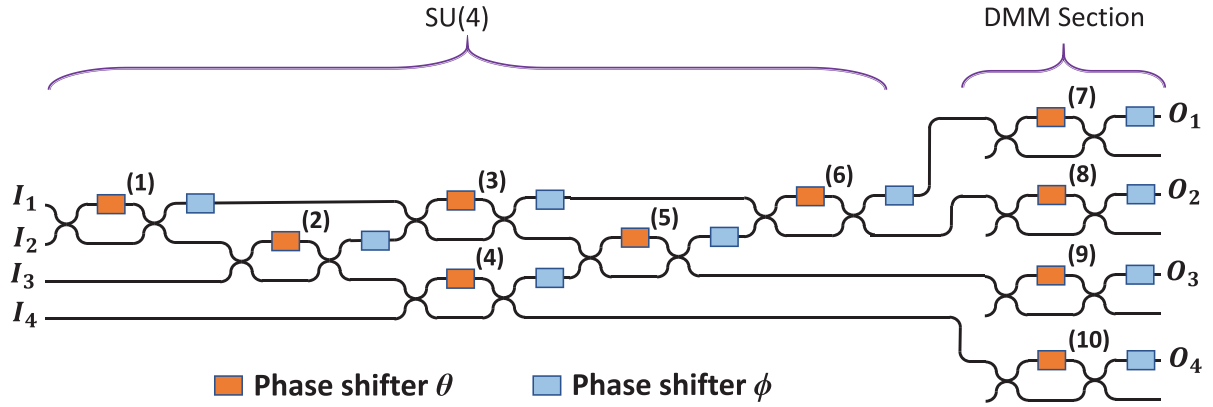 SU(4)
DMM Section
(7)
O₁
(1)
(3)
(6)
(8)
I₁
O₂
(2)
(5)
I₂
(4)
(9)
I₃
O₃
I₄
(10)
O₄
Phase shifter θ
Phase shifter ϕ